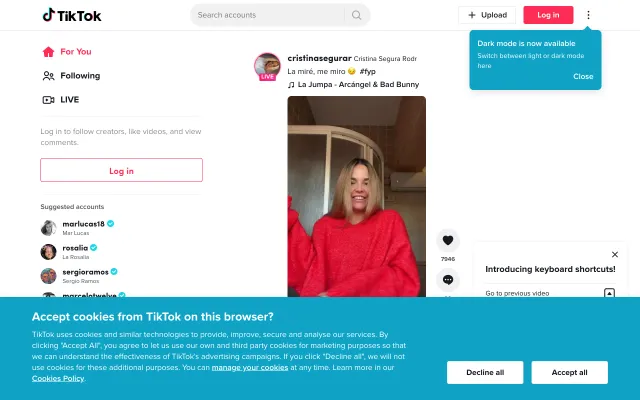 TikTok
Search accounts
Upload
Log in
Dark mode is now available
Switch between light or dark mode
here
Close
For You
Following
LIVE
Log in to follow creators, like videos, and view
comments.
Log in
Suggested accounts
marlucas18
Mar Lucas
rosalia
La Rosalia
sergioramos
Sergio Ramos
marcelotwelve
LIVE
cristinasegurar Cristina Segura Rodr
La miré, me miro 😏 #fyp
La Jumpa - Arcángel & Bad Bunny
7946
Introducing keyboard shortcuts!
Go to previous video
Accept cookies from TikTok on this browser?
TikTok uses cookies and similar technologies to provide, improve, secure and analyse our services. By
clicking "Accept All", you agree to let us use our own and third party cookies for marketing purposes so that
we can understand the effectiveness of TikTok's advertising campaigns. If you click "Decline all", we will not
use cookies for these additional purposes. You can manage your cookies at any time. Learn more in our
Cookies Policy.
Decline all
Accept all